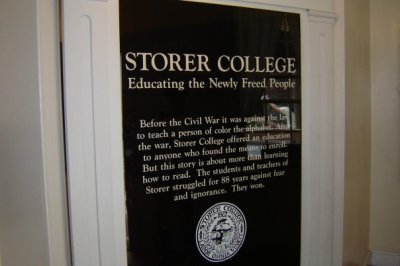 STORER COLLEGE
Educating the Newly Freed People
Before the Civil War it was against the law
to teach a person of color the alphabet. After
the war, Storer College offered an education
to anyone who found the means to enroll.
But this story is about more than learning
how to read. The students and teachers of
Storer struggled for 88 years against fear
and ignorance. They won.
STORER COLLEGE